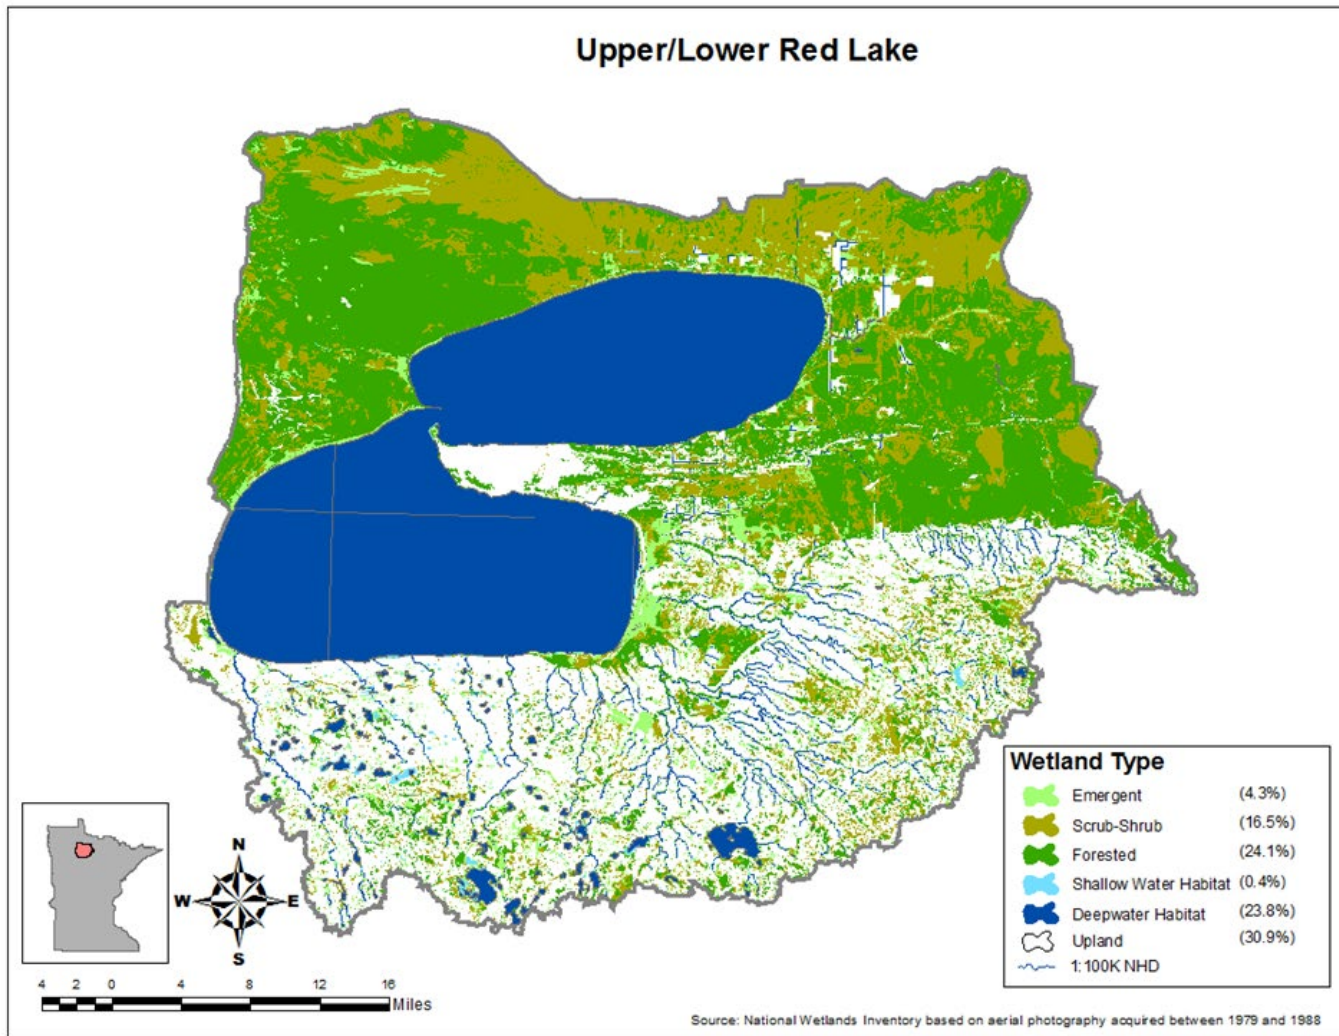 Upper/Lower Red Lake
Wetland Type
Emergent (4.3%)
Scrub-Shrub (16.5%)
Forested (24.1%)
Shallow Water Habitat (0.4%)
Deepwater Habitat (23.8%)
Upland (30.9%)
1:100K NHD
N
W E
S
4 2 0 4 8 12 16
Miles
Source: National Wetlands Inventory based on aerial photography acquired between 1979 and 1988